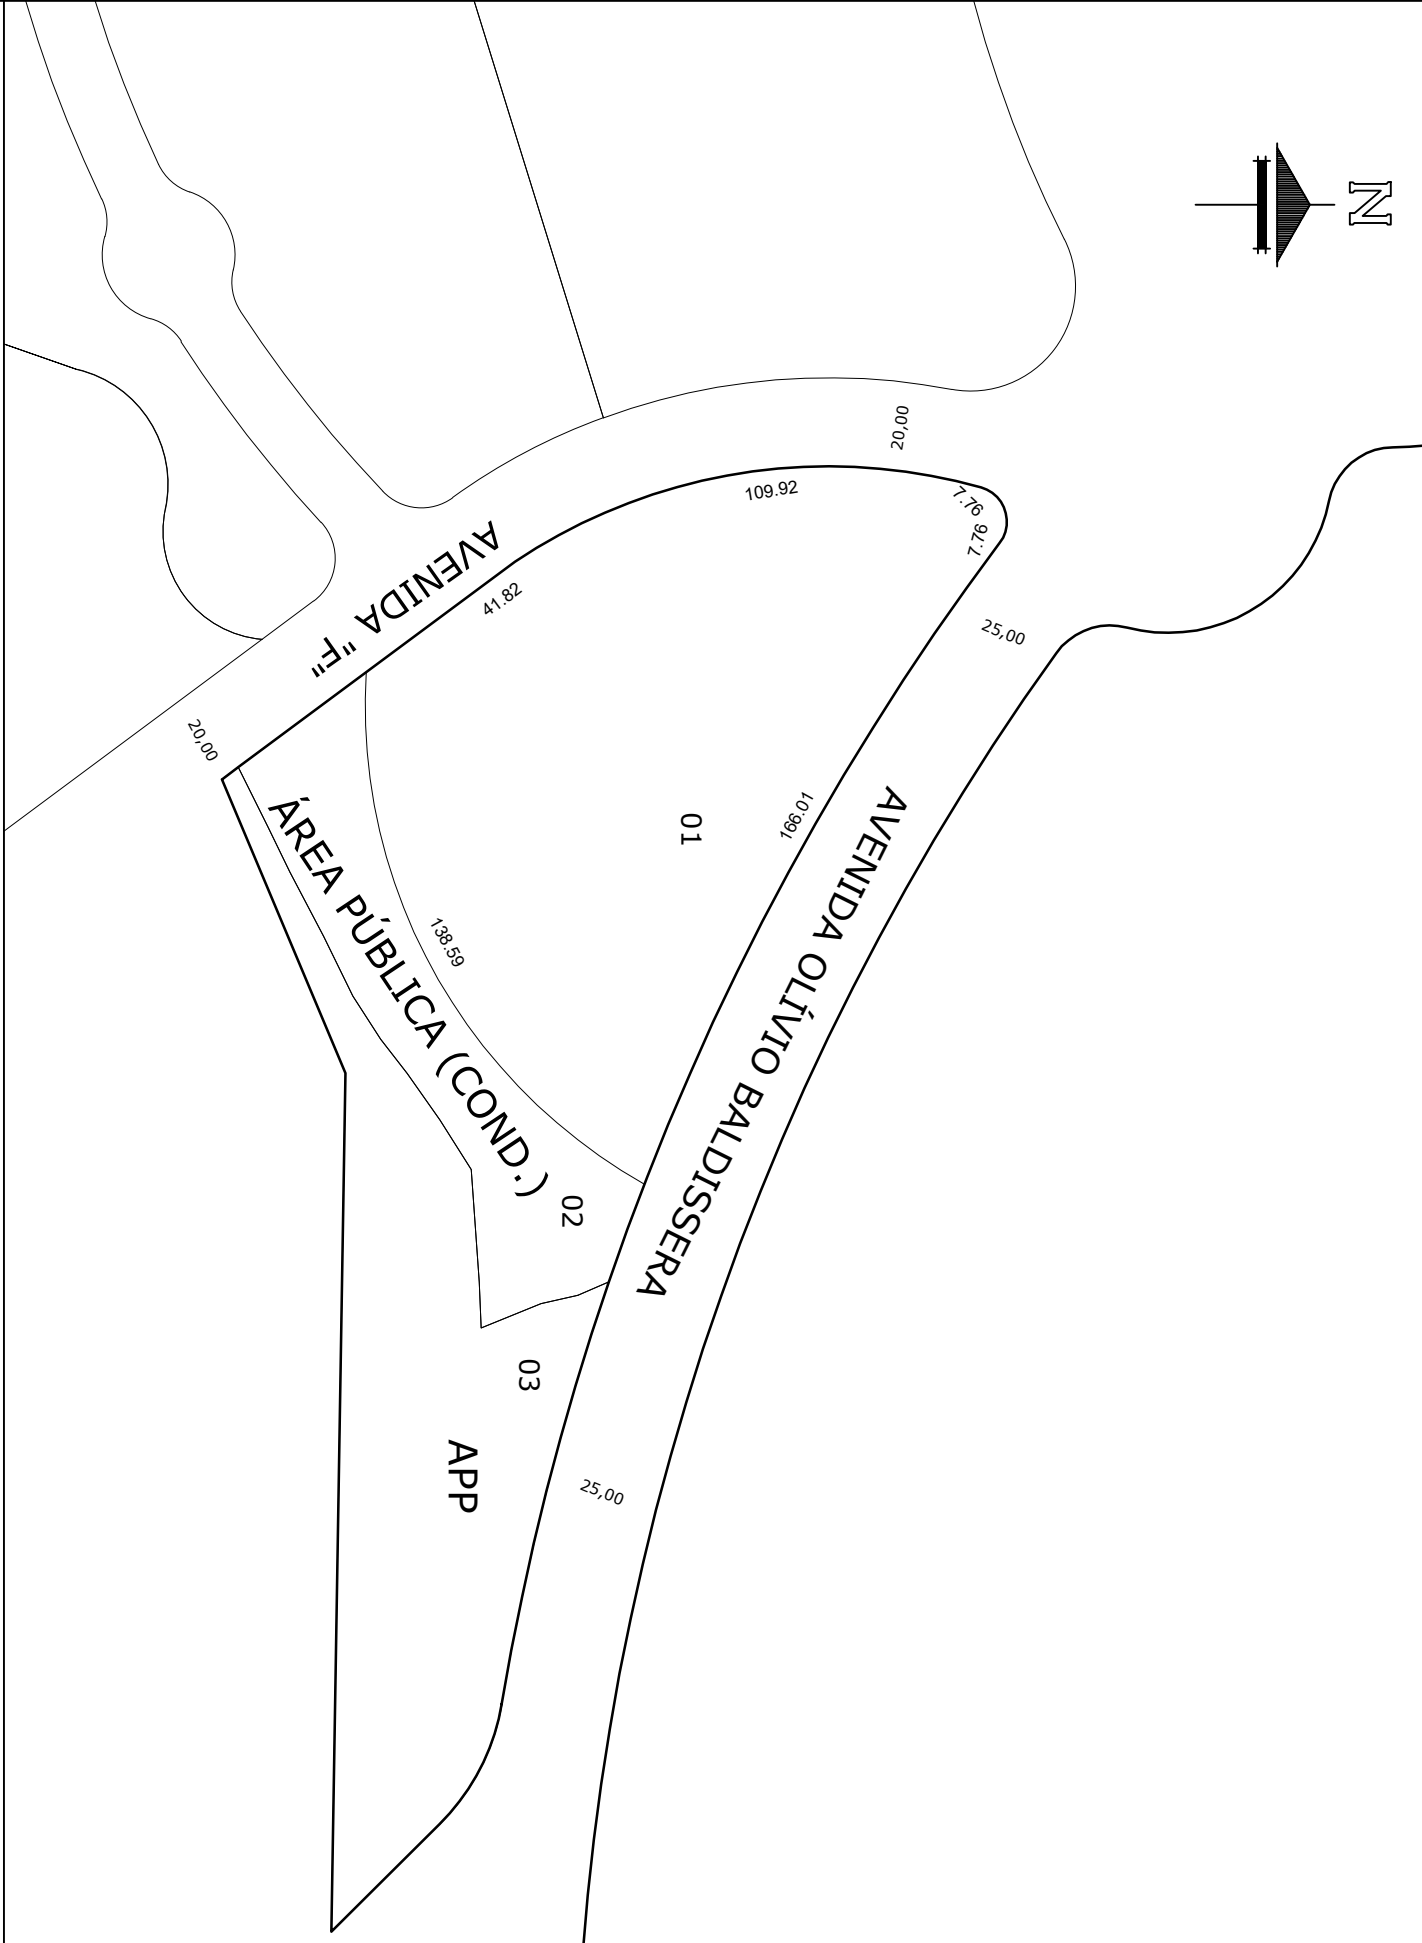 N
20,00
109.92
7.76
7.76
AVENIDA "F"
41.82
25,00
20,00
01
166.01
AVENIDA OLÍVIO BALDISSERA
ÁREA PÚBLICA (COND.)
138.59
02
03
APP
25,00